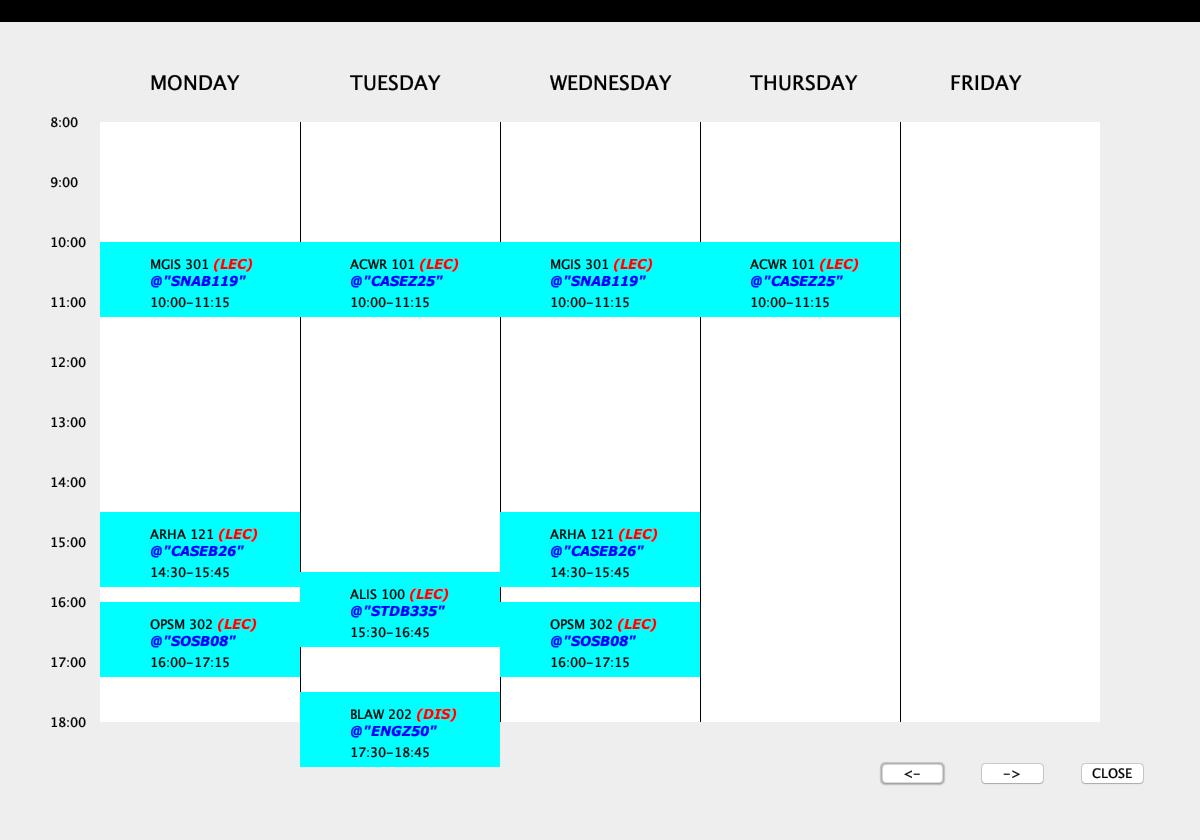 MONDAY TUESDAY WEDNESDAY THURSDAY FRIDAY
8:00
9:00
10:00
MGIS 301 (LEC) ACWR 101 (LEC) MGIS 301 (LEC) ACWR 101 (LEC)
@"SNAB119" @"CASEZ25" @"SNAB119" @"CASEZ25"
11:00 10:00-11:15 10:00-11:15 10:00-11:15 10:00-11:15
12:00
13:00
14:00
ARHA 121 (LEC) ARHA 121 (LEC)
15:00 @"CASEB26" @"CASEB26"
14:30-15:45 14:30-15:45
16:00 ALIS 100 (LEC)
@"STDB335"
OPSM 302 (LEC) 15:30-16:45 OPSM 302 (LEC)
@"SOSB08" @"SOSB08"
17:00 16:00-17:15 16:00-17:15
18:00 BLAW 202 (DIS)
@"ENGZ50"
17:30-18:45
<- -> CLOSE